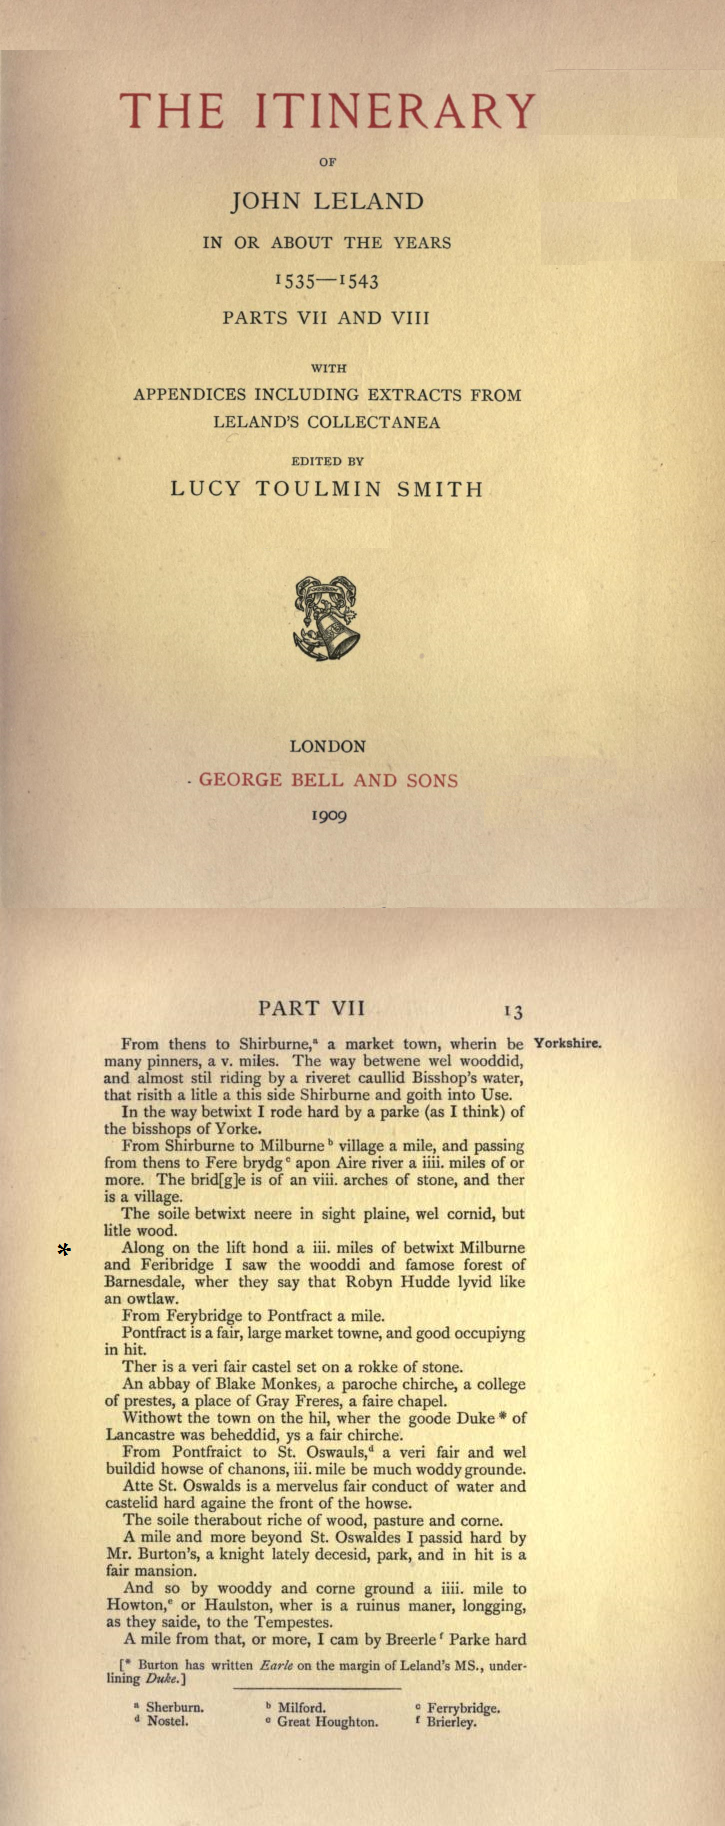 THE ITINERARY
OF
JOHN LELAND
IN OR ABOUT THE YEARS
1535—1543
PARTS VII AND VIII
WITH
APPENDICES INCLUDING EXTRACTS FROM
LELAND'S COLLECTANEA
EDITED BY
LUCY TOULMIN SMITH
LONDON
GEORGE BELL AND SONS
1909
PART VII 13
From thens to Shirburne,ᵃ a market town, wherin be Yorkshire.
many pinners, a v. miles. The way betwene wel wooddid,
and almost stil riding by a riveret caullid Bisshop's water,
that risith a litle a this side Shirburne and goith into Use.
In the way betwixt I rode hard by a parke (as I think) of
the bisshops of Yorke.
From Shirburne to Milburneᵇ village a mile, and passing
from thens to Fere brydgᶜ apon Aire river a iiii. miles of or
more. The brid[g]e is of an viii. arches of stone, and ther
is a village.
The soile betwixt neere in sight plaine, wel cornid, but
litle wood.
* Along on the lift hond a iii. miles of betwixt Milburne
and Feribridge I saw the wooddi and famose forest of
Barnesdale, wher they say that Robyn Hudde lyvid like
an owtlaw.
From Ferybridge to Pontfract a mile.
Pontfract is a fair, large market towne, and good occupiyng
in hit.
Ther is a veri fair castel set on a rokke of stone.
An abbay of Blake Monkes, a paroche chirche, a college
of prestes, a place of Gray Freres, a faire chapel.
Withowt the town on the hil, wher the goode Duke * of
Lancastre was beheddid, ys a fair chirche.
From Pontfraict to St. Oswauls,ᵈ a veri fair and wel
buildid howse of chanons, iii. mile be much woddy grounde.
Atte St. Oswalds is a mervelus fair conduct of water and
castelid hard againe the front of the howse.
The soile therabout riche of wood, pasture and corne.
A mile and more beyond St. Oswaldes I passid hard by
Mr. Burton's, a knight lately decesid, park, and in hit is a
fair mansion.
And so by wooddy and corne ground a iiii. mile to
Howton,ᵉ or Haulston, wher is a ruinus maner, longging,
as they saide, to the Tempestes.
A mile from that, or more, I cam by Breerleᶠ Parke hard
[* Burton has written Earle on the margin of Leland's MS., under-
lining Duke.]
ᵃ Sherburn. ᵇ Milford. ᶜ Ferrybridge.
ᵈ Nostel. ᵉ Great Houghton. ᶠ Brierley.